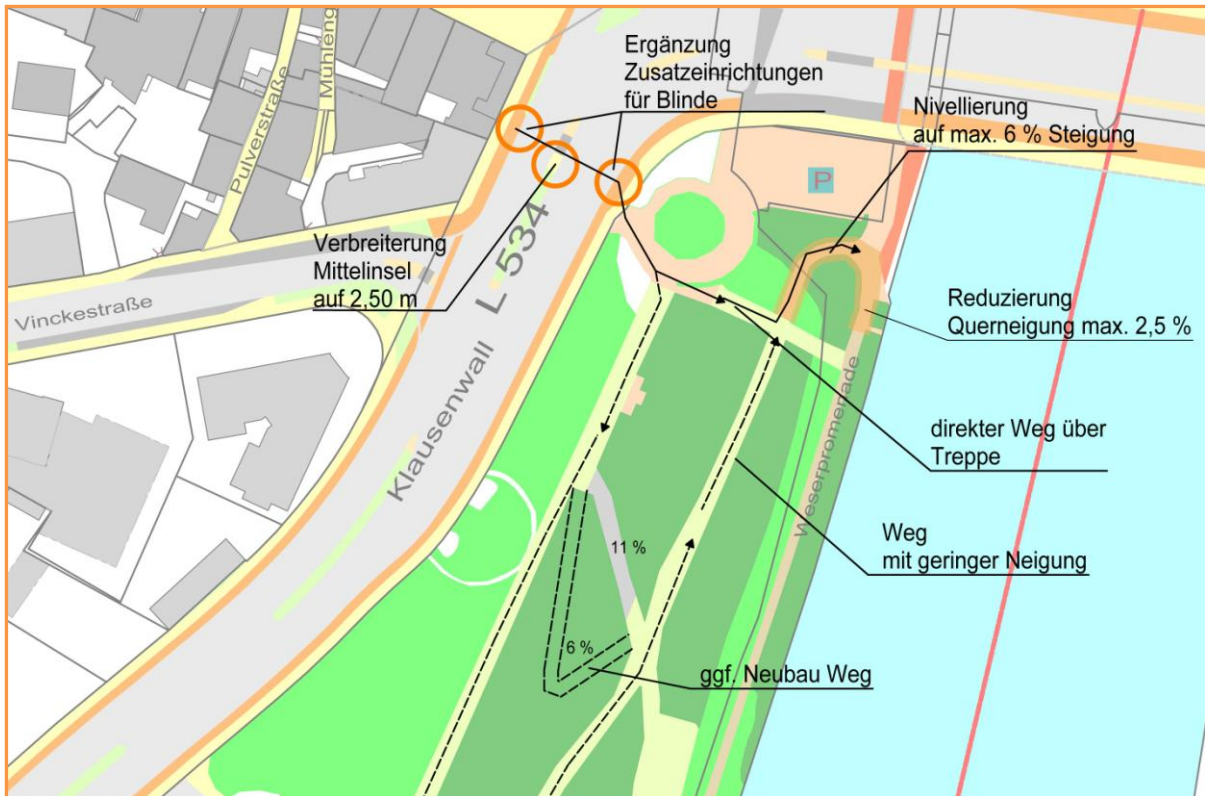 Pulverstraße
Mühleng
Ergänzung
Zusatzeinrichtungen
für Blinde
Nivellierung
auf max. 6 % Steigung
P
Verbreiterung
Mittelinsel
auf 2,50 m
Vinckestraße
Klausenwall L 534
Reduzierung
Querneigung max. 2,5 %
Weserpromenade
direkter Weg über
Treppe
Weg
mit geringer Neigung
11 %
6 %
ggf. Neubau Weg